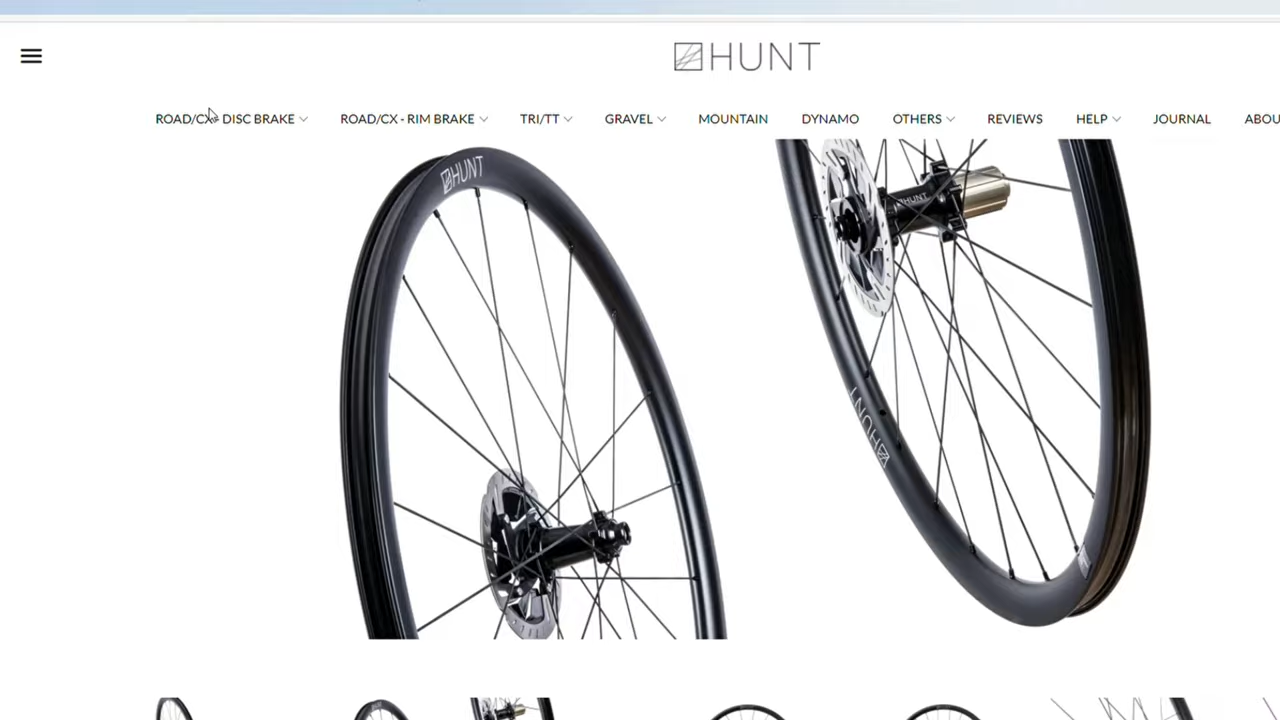 HUNT
ROAD/CX - DISC BRAKE ROAD/CX - RIM BRAKE TRI/TT GRAVEL MOUNTAIN DYNAMO OTHERS REVIEWS HELP JOURNAL ABOU
HUNT
HUNT
HUNT